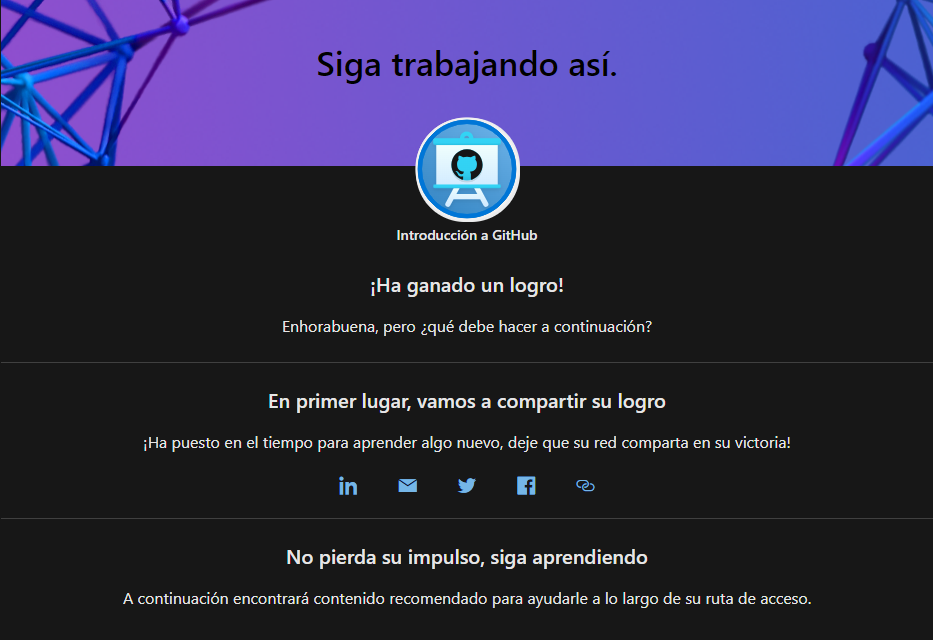 Siga trabajando así.
Introducción a GitHub
¡Ha ganado un logro!
Enhorabuena, pero ¿qué debe hacer a continuación?
En primer lugar, vamos a compartir su logro
¡Ha puesto en el tiempo para aprender algo nuevo, deje que su red comparta en su victoria!
No pierda su impulso, siga aprendiendo
A continuación encontrará contenido recomendado para ayudarle a lo largo de su ruta de acceso.